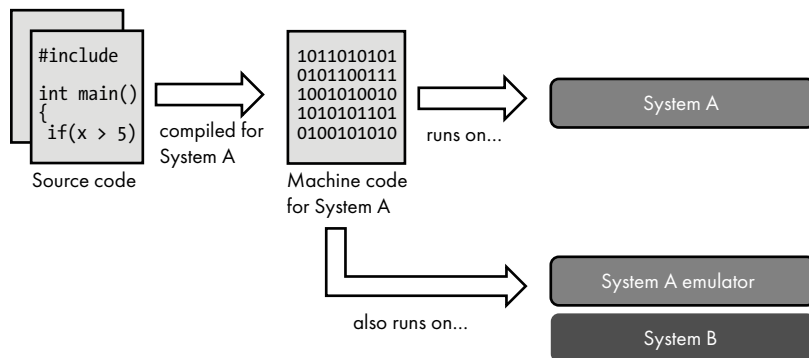 #include
int main()
{
if(x > 5)
Source code
compiled for
System A
1011010101
0101100111
1001010010
1010101101
0100101010
Machine code
for System A
runs on...
System A
also runs on...
System A emulator
System B